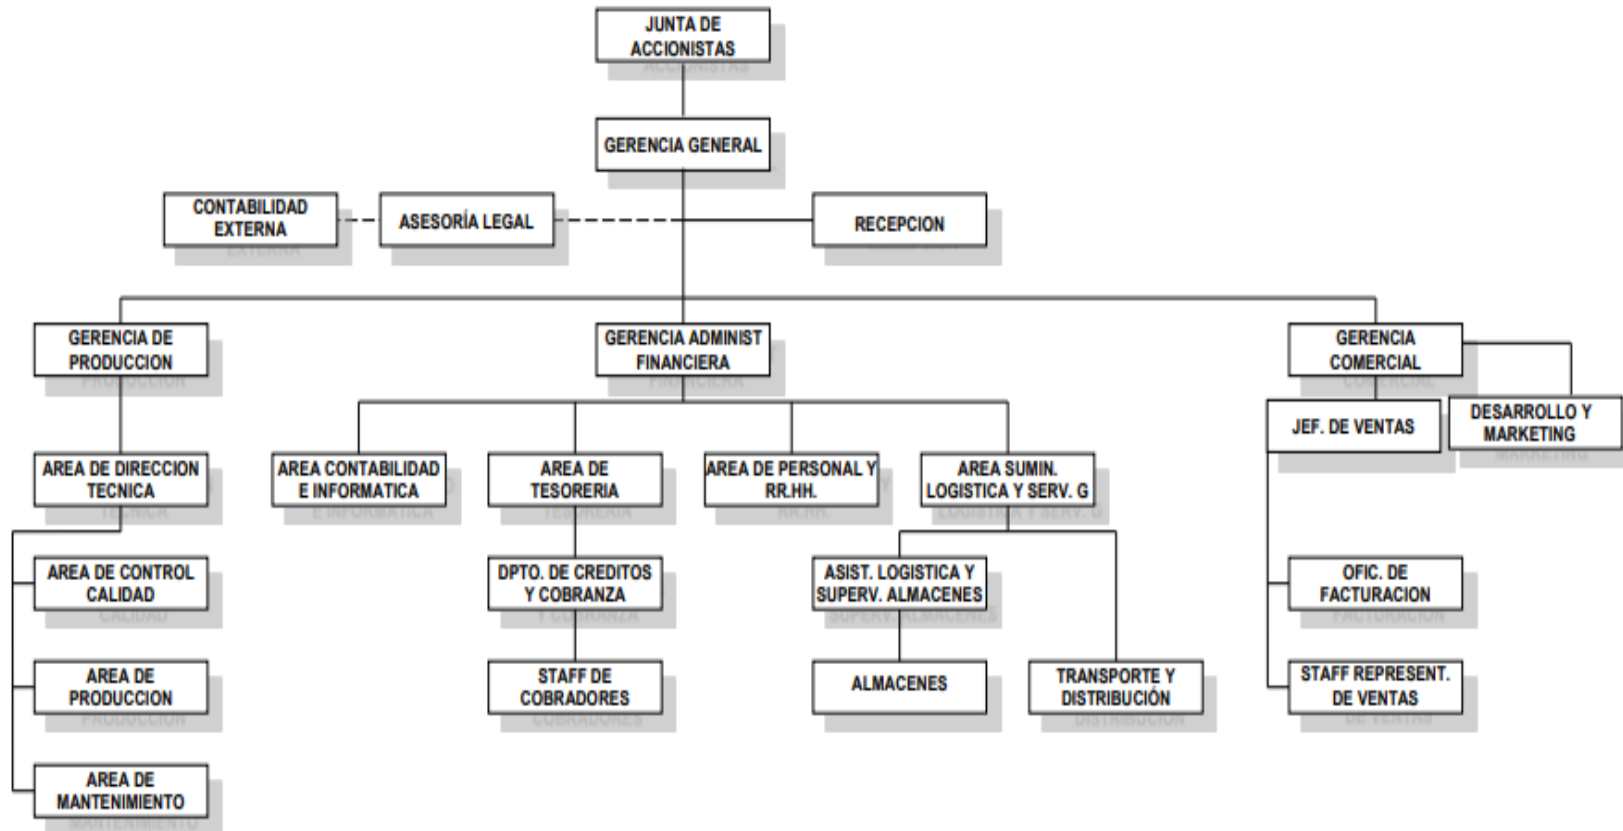 JUNTA DE
ACCIONISTAS
GERENCIA GENERAL
CONTABILIDAD
EXTERNA
ASESORÍA LEGAL
RECEPCION
GERENCIA DE
PRODUCCION
GERENCIA ADMINIST
FINANCIERA
GERENCIA
COMERCIAL
JEF. DE VENTAS
DESARROLLO Y
MARKETING
AREA DE DIRECCION
TECNICA
AREA CONTABILIDAD
E INFORMATICA
AREA DE
TESORERIA
AREA DE PERSONAL Y
RR.HH.
AREA SUMIN.
LOGISTICA Y SERV. G
AREA DE CONTROL
CALIDAD
DPTO. DE CREDITOS
Y COBRANZA
ASIST. LOGISTICA Y
SUPERV. ALMACENES
OFIC. DE
FACTURACION
AREA DE
PRODUCCION
STAFF DE
COBRADORES
ALMACENES
TRANSPORTE Y
DISTRIBUCIÓN
STAFF REPRESENT.
DE VENTAS
AREA DE
MANTENIMIENTO